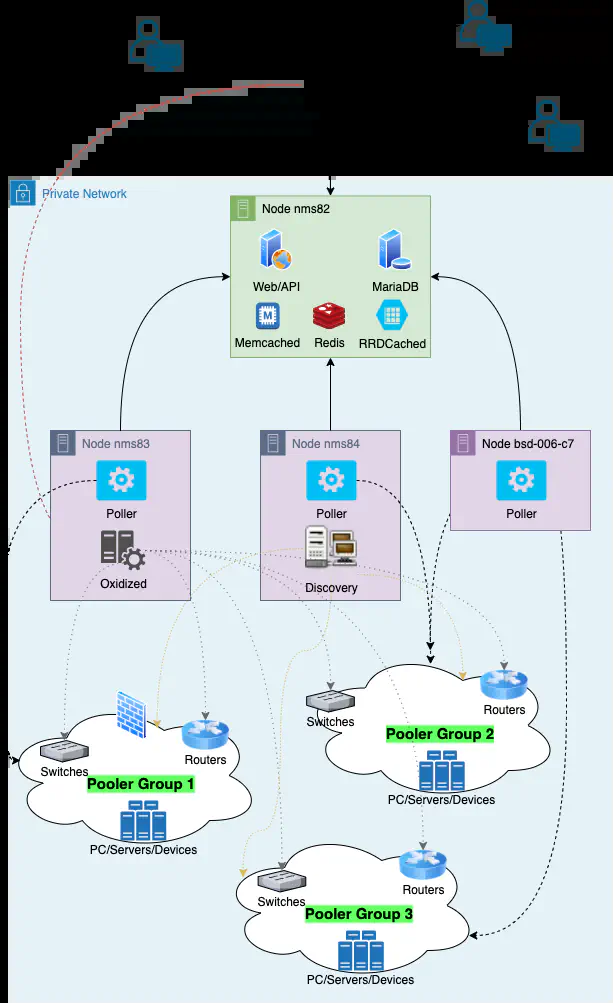 Private Network
Node nms82
Web/API
MariaDB
M
Memcached
Redis
RRDCached
Node nms83
Node nms84
Node bsd-006-c7
Poller
Poller
Poller
Oxidized
Discovery
Switches
Routers
Pooler Group 2
PC/Servers/Devices
Switches
Routers
Pooler Group 1
PC/Servers/Devices
Switches
Routers
Pooler Group 3
PC/Servers/Devices